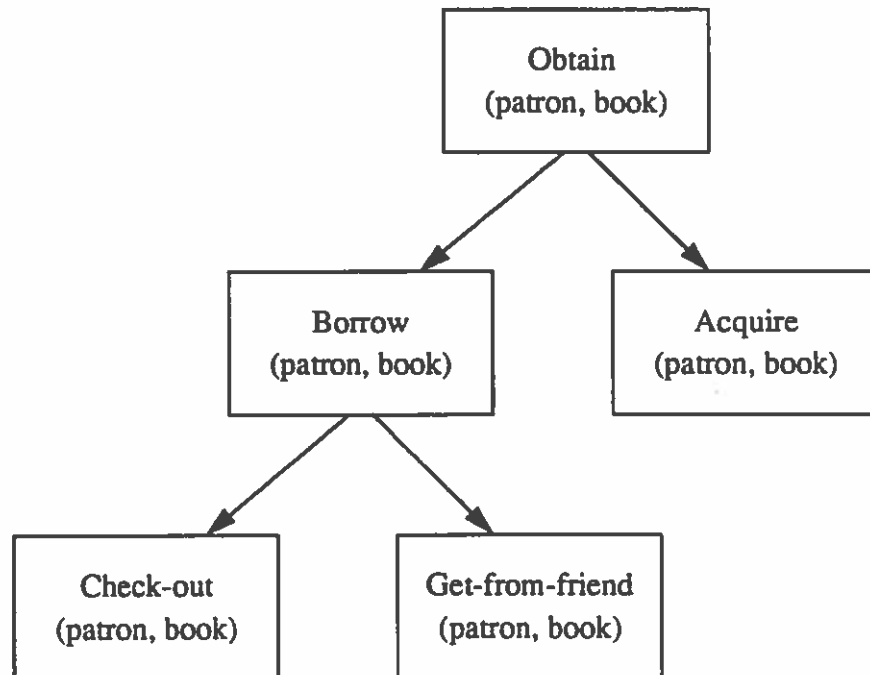 Obtain
(patron, book)
Borrow
(patron, book)
Acquire
(patron, book)
Check-out
(patron, book)
Get-from-friend
(patron, book)